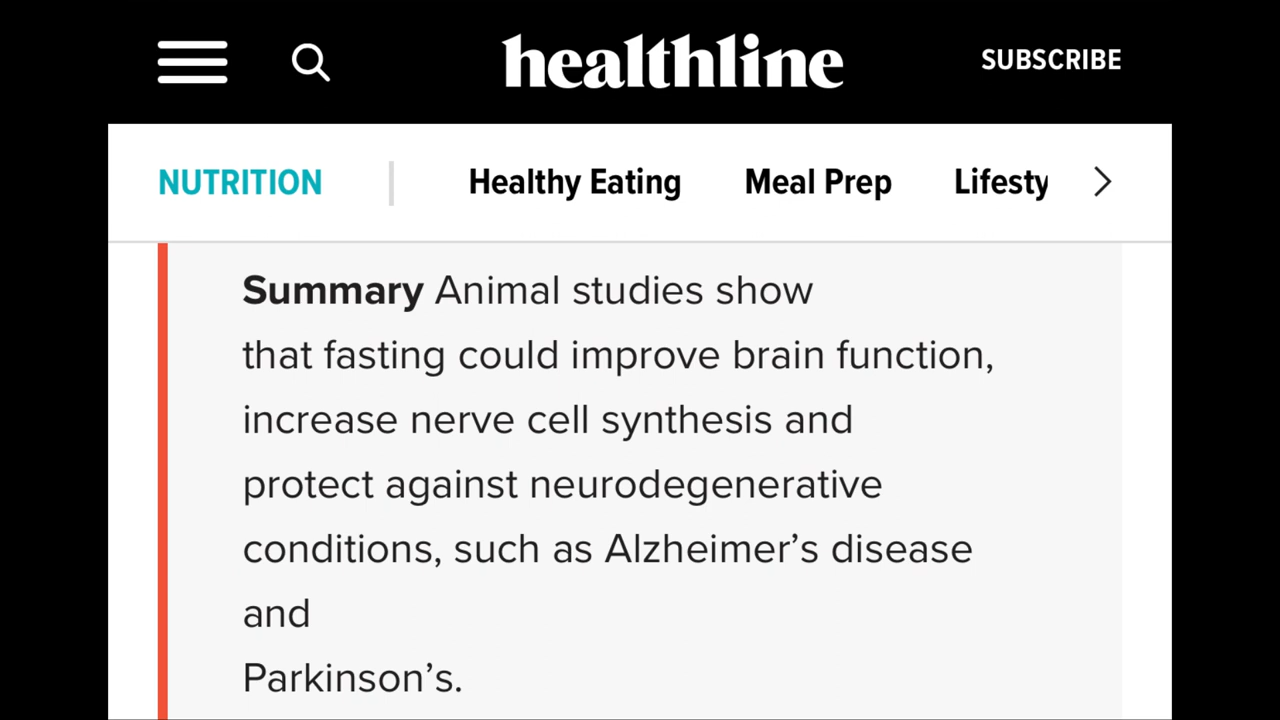 healthline
SUBSCRIBE
NUTRITION
Healthy Eating
Meal Prep
Lifesty
Summary Animal studies show
that fasting could improve brain function,
increase nerve cell synthesis and
protect against neurodegenerative
conditions, such as Alzheimer’s disease
and
Parkinson’s.